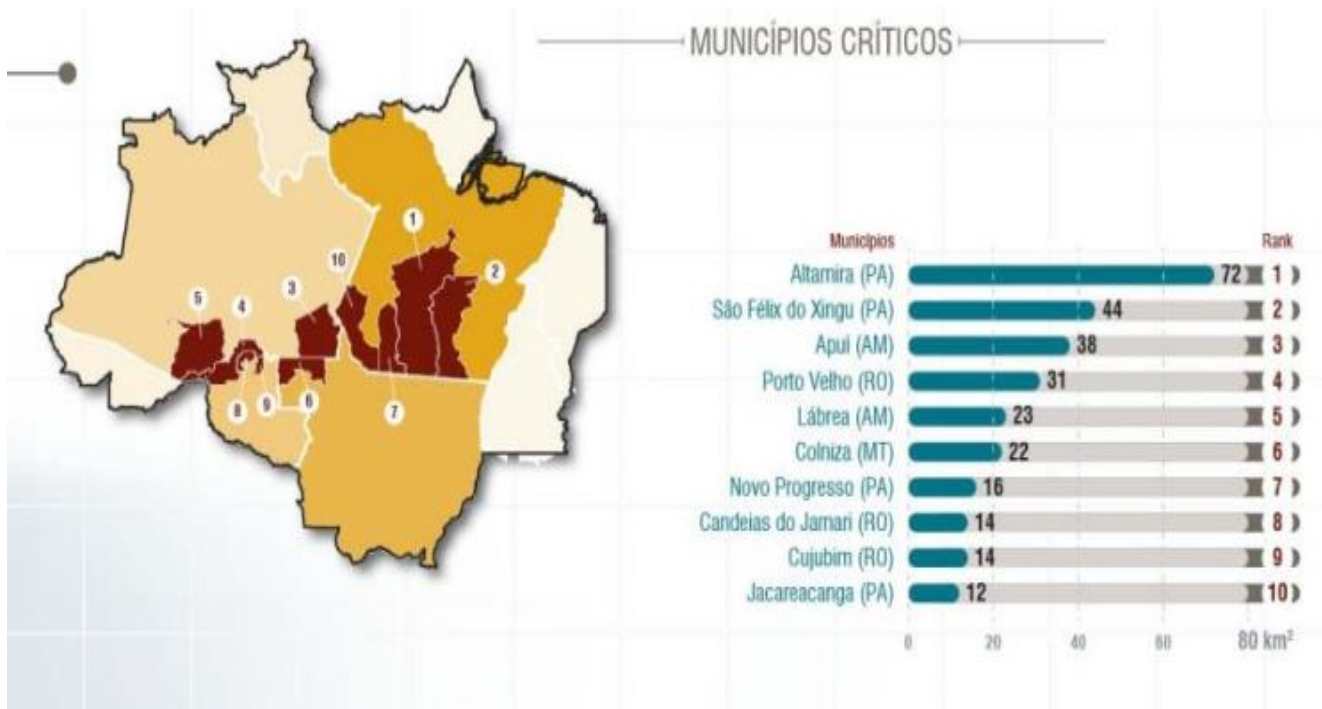 MUNICÍPIOS CRÍTICOS
1
2
10
3
4
5
8
9
6
7
Municípios Rank
Altamira (PA) 72 1
São Félix do Xingu (PA) 44 2
Apuí (AM) 38 3
Porto Velho (RO) 31 4
Lábrea (AM) 23 5
Colniza (MT) 22 6
Novo Progresso (PA) 16 7
Candeias do Jamari (RO) 14 8
Cujubim (RO) 14 9
Jacareacanga (PA) 12 10
0 20 40 60 80 km²